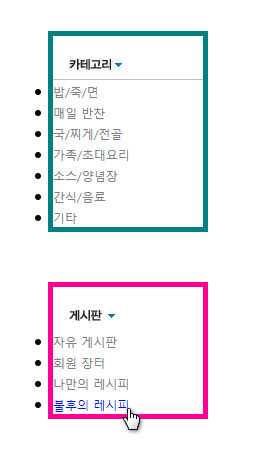 카테고리
밥/죽/면
매일 반찬
국/찌게/전골
가족/초대요리
소스/양념장
간식/음료
기타
게시판
자유 게시판
회원 장터
나만의 레시피
불후의 레시피